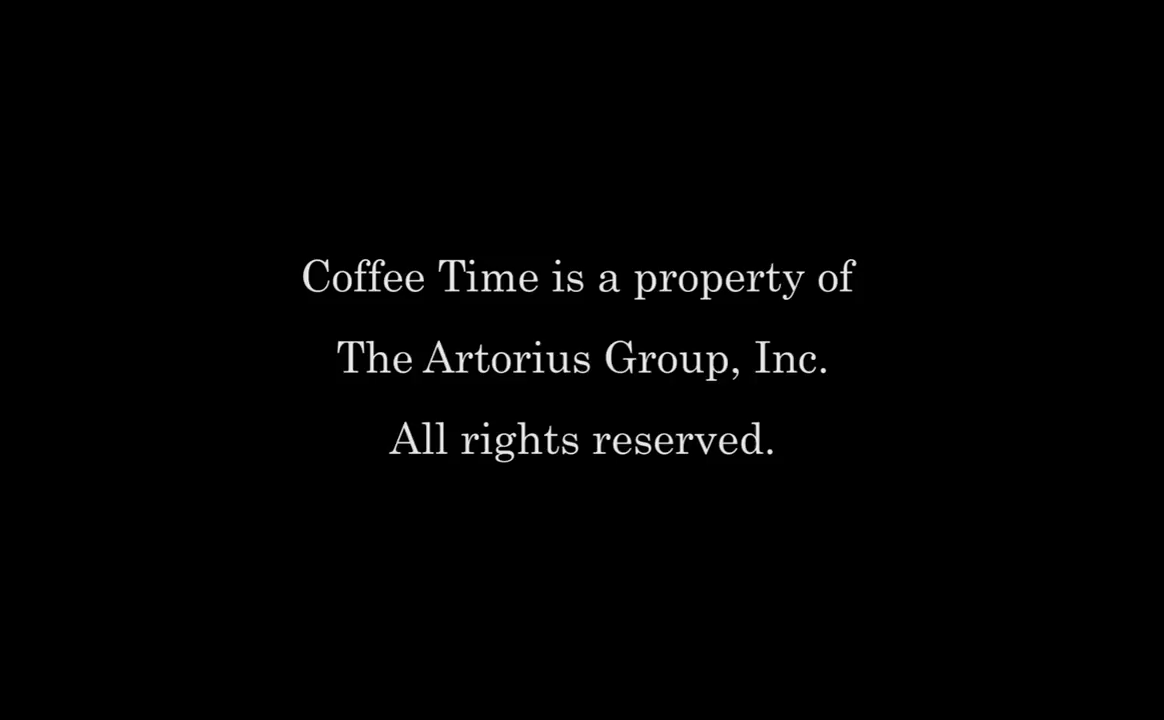 Coffee Time is a property of
The Artorius Group, Inc.
All rights reserved.